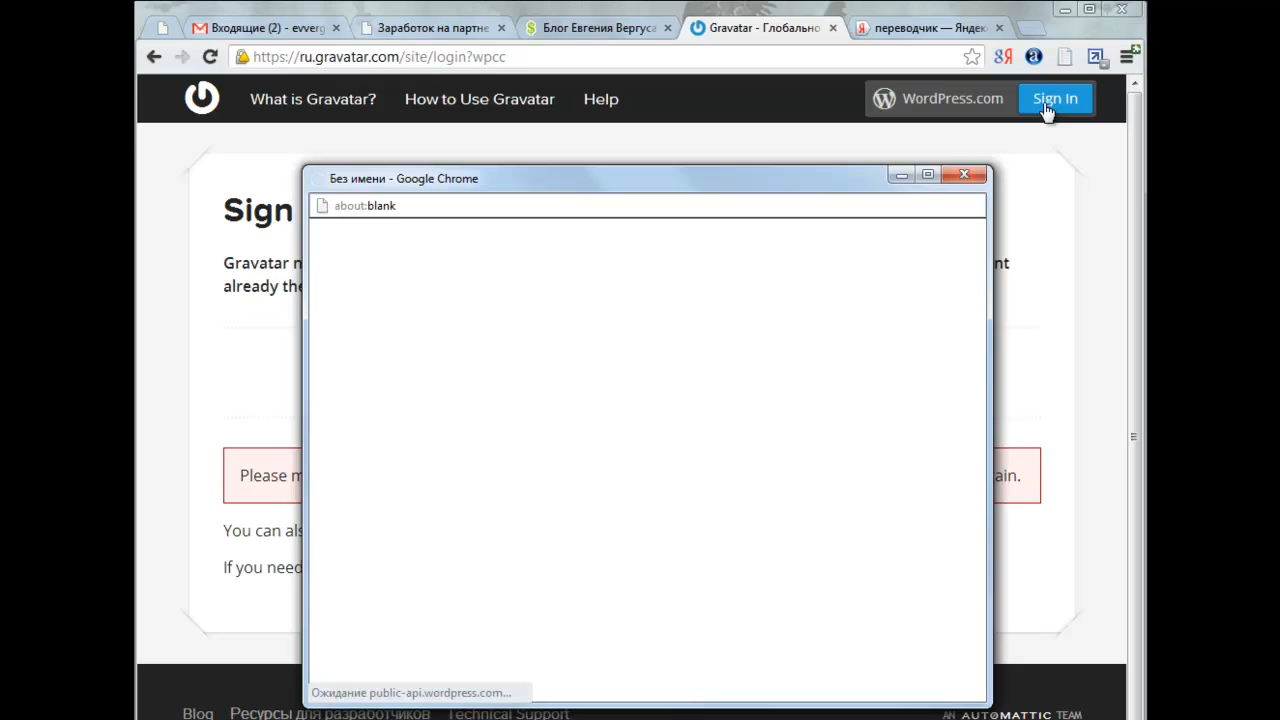 Входящие (2) - evverg
Заработок на партне
Блог Евгения Вергуса
Gravatar - Глобально
переводчик — Яндек
https://ru.gravatar.com/site/login?wpcc
What is Gravatar?
How to Use Gravatar
Help
WordPress.com
Sign In
Без имени - Google Chrome
about:blank
Sign
Gravatar
nt
already the
Please m
ain.
You can als
If you need
Ожидание public-api.wordpress.com...
Blog
Ресурсы для разработчиков
Technical Support
AN AUTOMATTIC TEAM